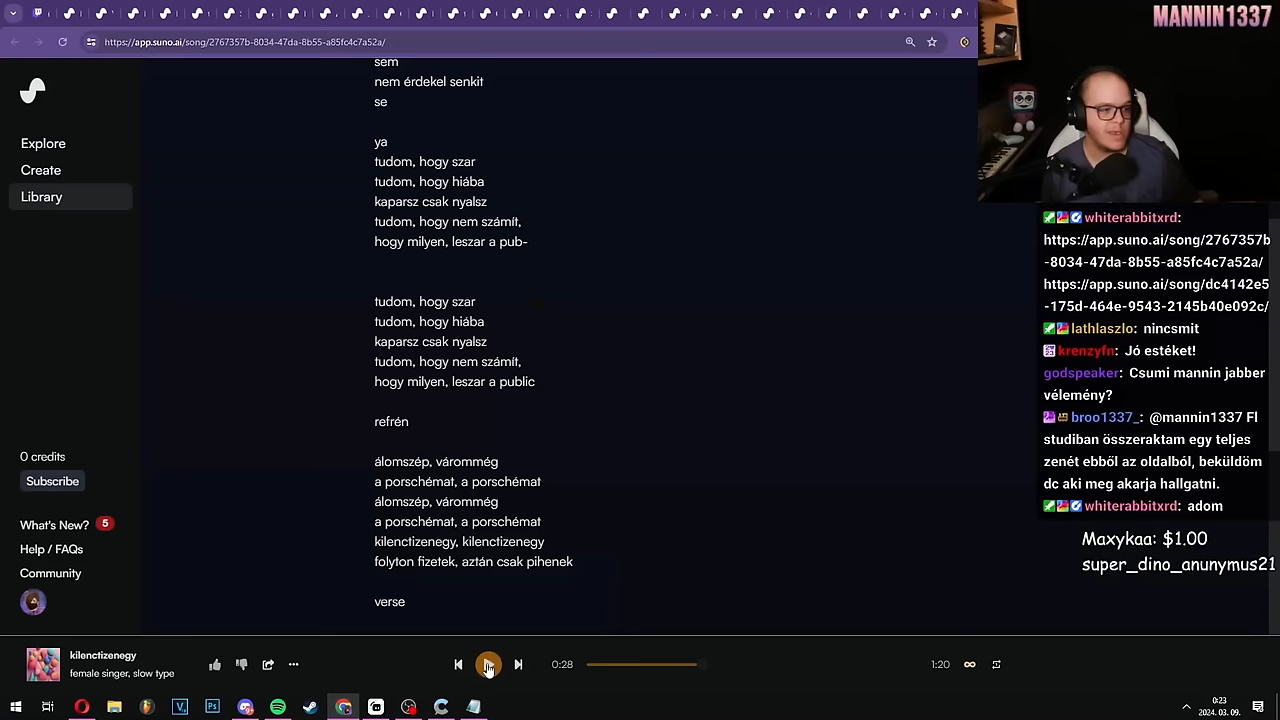 MANNIN1337
https://app.suno.ai/song/2767357b-8034-47da-8b55-a85fc4c7a52a/
Explore
Create
Library
0 credits
Subscribe
What's New? 5
Help / FAQs
Community
sem
nem érdekel senkit
se
ya
tudom, hogy szar
tudom, hogy hiába
kaparsz csak nyalsz
tudom, hogy nem számít,
hogy milyen, leszar a pub-
tudom, hogy szar
tudom, hogy hiába
kaparsz csak nyalsz
tudom, hogy nem számít,
hogy milyen, leszar a public
refrén
álomszép, várommég
a porschémat, a porschémat
álomszép, várommég
a porschémat, a porschémat
kilenctizenegy, kilenctizenegy
folyton fizetek, aztán csak pihenek
verse
whiterabbitxrd:
https://app.suno.ai/song/2767357b
-8034-47da-8b55-a85fc4c7a52a/
https://app.suno.ai/song/dc4142e5
-175d-464e-9543-2145b40e092c/
lathlaszlo: nincsmit
krenzyfn: Jó estéket!
godspeaker: Csumi mannin jabber
vélemény?
broo1337_: @mannin1337 Fl
studiban összeraktam egy teljes
zenét ebből az oldalból, beküldöm
dc aki meg akarja hallgatni.
whiterabbitxrd: adom
Maxykaa: $1.00
super_dino_anunymus21
kilenctizenegy
female singer, slow type
0:28
1:20
0:23
2024. 03. 09.